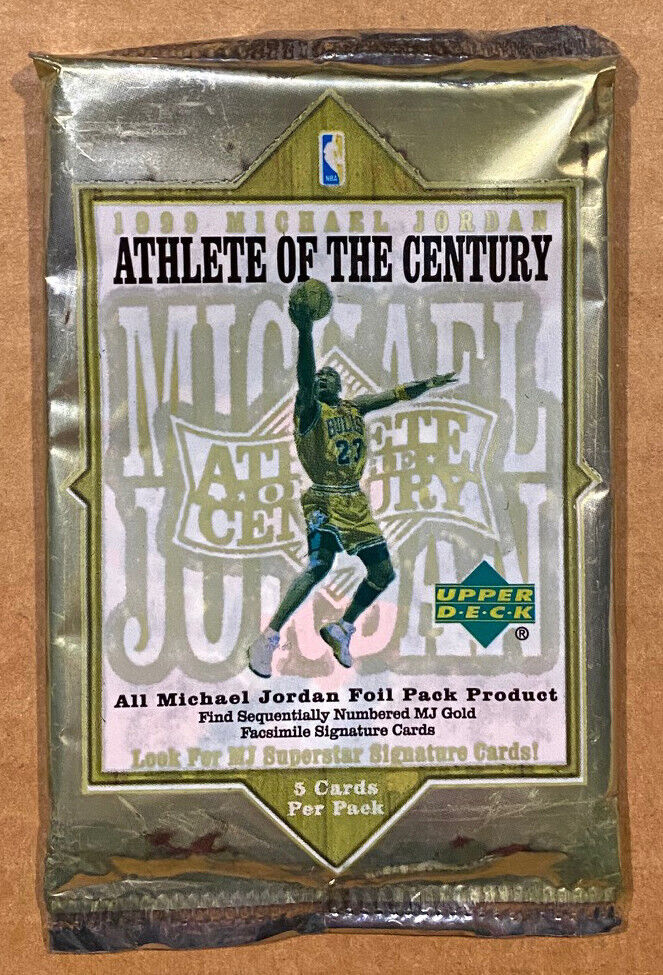 NBA
1999 MICHAEL JORDAN
ATHLETE OF THE CENTURY
MICHAEL
ATHLETE
OF THE
CENTURY
JORDAN
BULLS
23
UPPER
D·E·C·K
®
All Michael Jordan Foil Pack Product
Find Sequentially Numbered MJ Gold
Facsimile Signature Cards
Look For MJ Superstar Signature Cards!
5 Cards
Per Pack